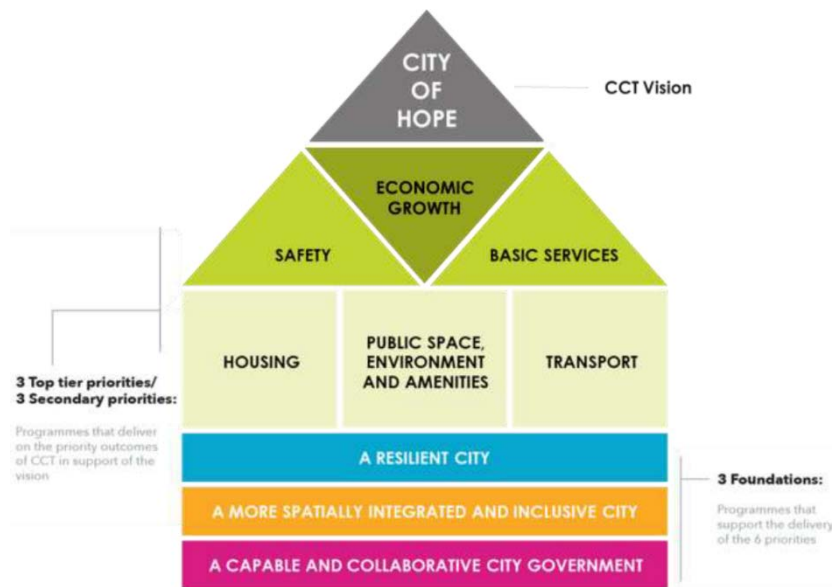 CITY
OF
HOPE
CCT Vision
ECONOMIC
GROWTH
SAFETY
BASIC SERVICES
HOUSING
PUBLIC SPACE,
ENVIRONMENT
AND AMENITIES
TRANSPORT
3 Top tier priorities/
3 Secondary priorities:
Programmes that deliver
on the priority outcomes
of CCT in support of the
vision
A RESILIENT CITY
A MORE SPATIALLY INTEGRATED AND INCLUSIVE CITY
A CAPABLE AND COLLABORATIVE CITY GOVERNMENT
3 Foundations:
Programmes that
support the delivery
of the 6 priorities